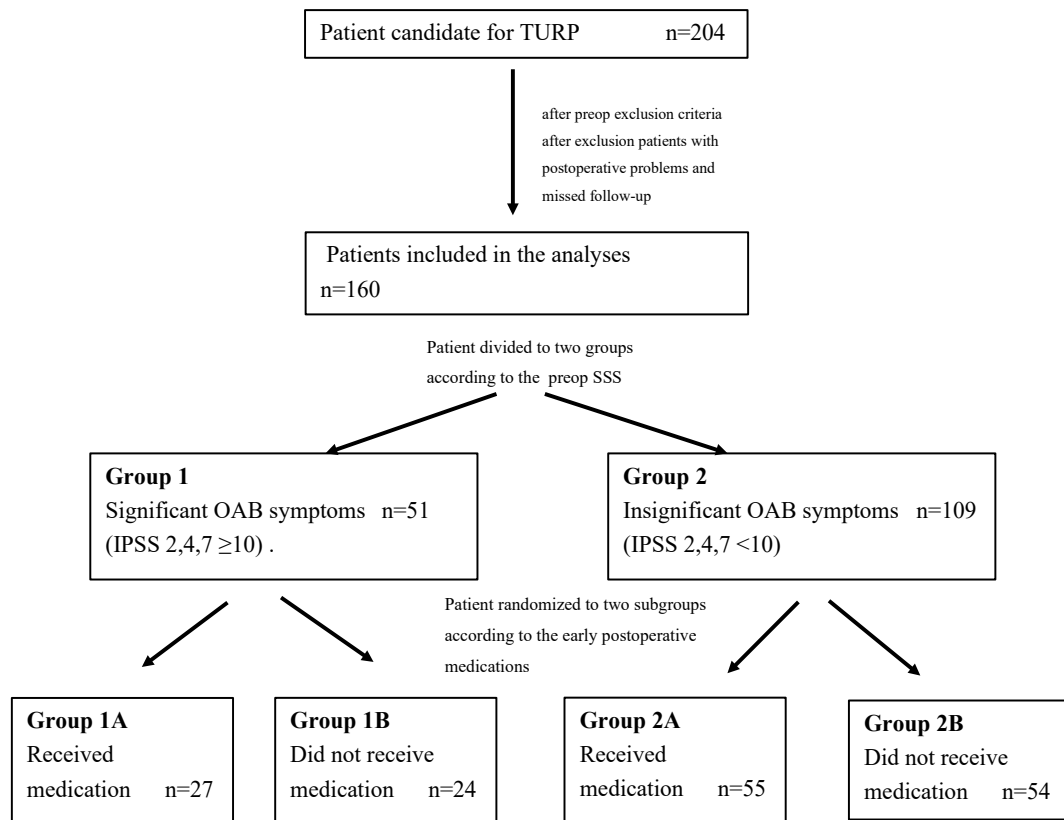 Patient candidate for TURP n=204
after preop exclusion criteria
after exclusion patients with
postoperative problems and
missed follow-up
Patients included in the analyses
n=160
Patient divided to two groups
according to the preop SSS
Group 1
Significant OAB symptoms n=51
(IPSS 2,4,7 ≥10) .
Group 2
Insignificant OAB symptoms n=109
(IPSS 2,4,7 <10)
Patient randomized to two subgroups
according to the early postoperative
medications
Group 1A
Received
medication n=27
Group 1B
Did not receive
medication n=24
Group 2A
Received
medication n=55
Group 2B
Did not receive
medication n=54